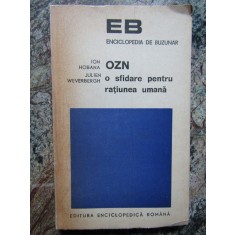 EB
ENCICLOPEDIA DE BUZUNAR
ION
HOBANA
JULIEN
WEVERBERGH
OZN
o sfidare pentru
rațiunea umană
EDITURA ENCICLOPEDICĂ ROMÂNĂ